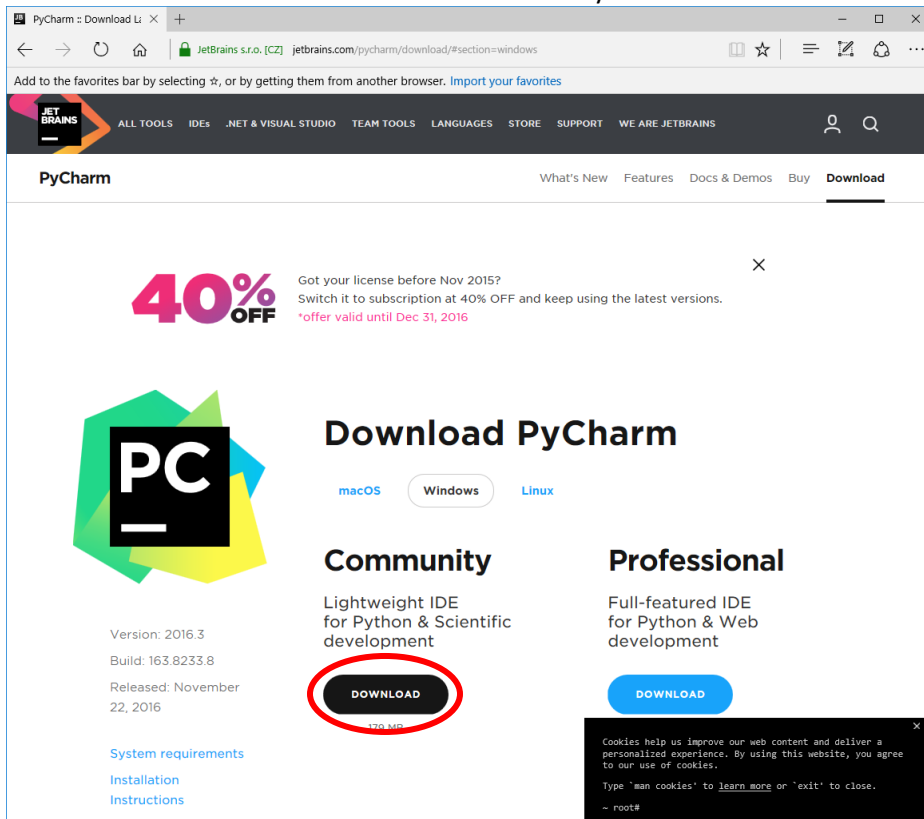 PyCharm :: Download La
JetBrains s.r.o. [CZ] jetbrains.com/pycharm/download/#section=windows
Add to the favorites bar by selecting ☆, or by getting them from another browser. Import your favorites
JET
BRAINS
ALL TOOLS IDEs .NET & VISUAL STUDIO TEAM TOOLS LANGUAGES STORE SUPPORT WE ARE JETBRAINS
PyCharm What's New Features Docs & Demos Buy Download
40% OFF
Got your license before Nov 2015?
Switch it to subscription at 40% OFF and keep using the latest versions.
*offer valid until Dec 31, 2016
PC
Download PyCharm
macOS Windows Linux
Community
Lightweight IDE
for Python & Scientific
development
DOWNLOAD
179 MB
Professional
Full-featured IDE
for Python & Web
development
DOWNLOAD
Version: 2016.3
Build: 163.8233.8
Released: November
22, 2016
System requirements
Installation
Instructions
Cookies help us improve our web content and deliver a
personalized experience. By using this website, you agree
to our use of cookies.
Type `man cookies' to learn more or `exit' to close.
~ root#